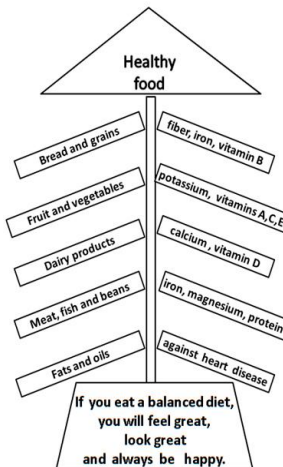 Healthy
food
Bread and grains
fiber, iron, vitamin B
Fruit and vegetables
potassium, vitamins A,C,E
Dairy products
calcium , vitamin D
Meat, fish and beans
iron, magnesium, protein
Fats and oils
against heart disease
If you eat a balanced diet,
you will feel great,
look great
and always be happy.